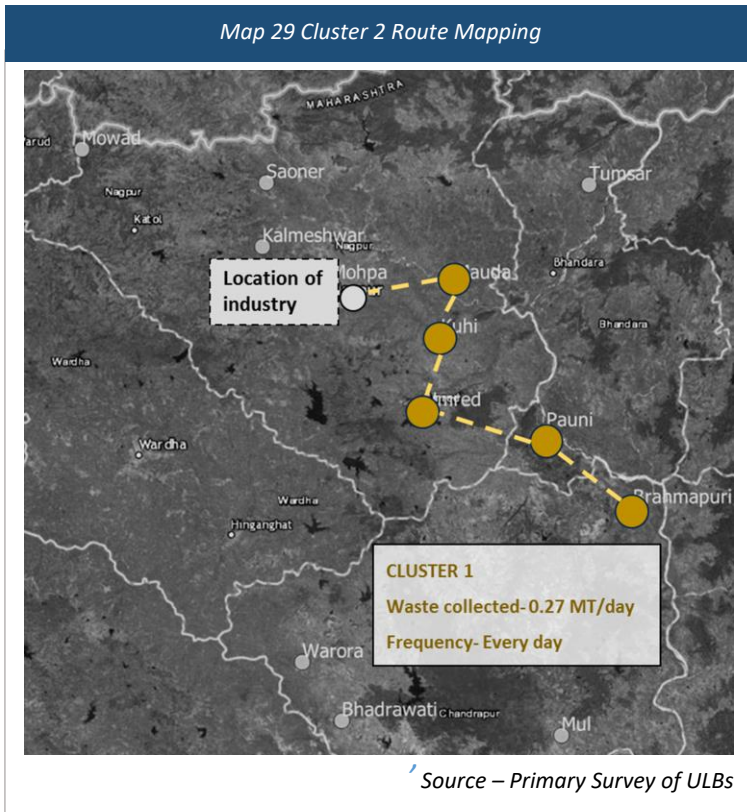 Map 29 Cluster 2 Route Mapping
MAHARASHTRA
Mowad
Saoner
Tumsar
Nagpur
Katol
Kalmeshwar
Nagpur
Bhandara
Location of
industry
Mohpa
Kuhi
Bhandara
Wardha
Pauni
Wardha
Brahmapuri
Wardha
Hinganghat
CLUSTER 1
Waste collected- 0.27 MT/day
Frequency- Every day
Warora
Bhadrawati
Chandrapur
Mul
Source – Primary Survey of ULBs